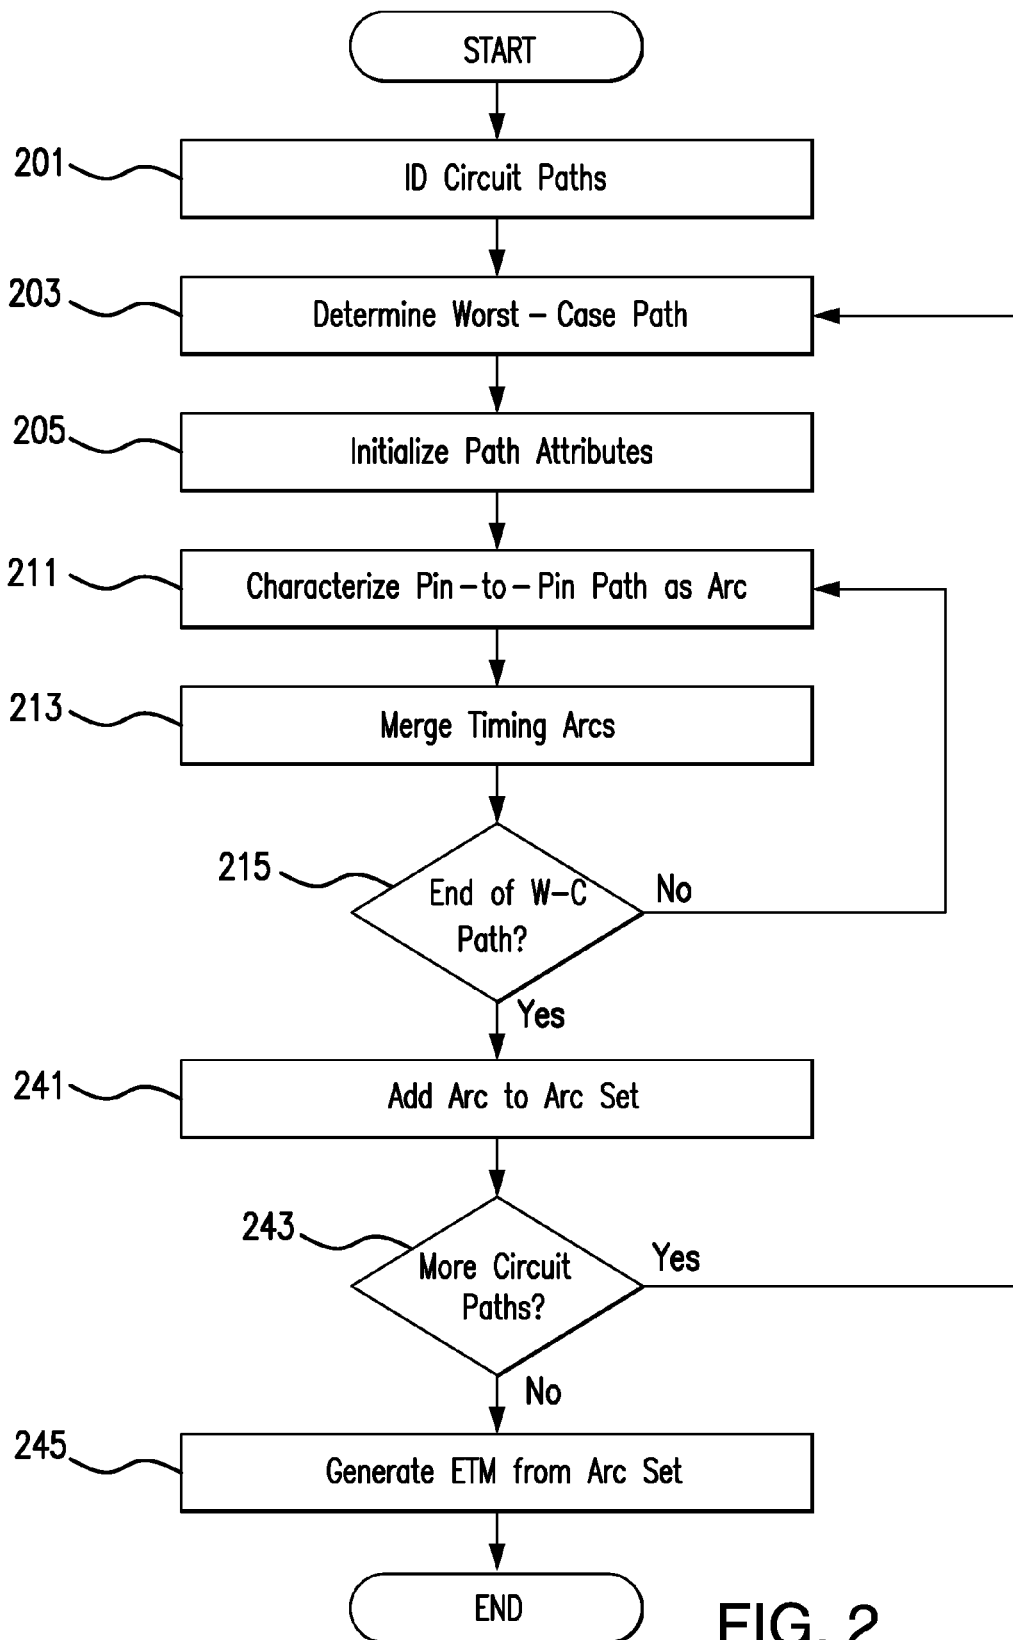 START
201
ID Circuit Paths
203
Determine Worst – Case Path
205
Initialize Path Attributes
211
Characterize Pin–to–Pin Path as Arc
213
Merge Timing Arcs
215
End of W–C
Path?
No
Yes
241
Add Arc to Arc Set
243
More Circuit
Paths?
Yes
No
245
Generate ETM from Arc Set
END
FIG. 2